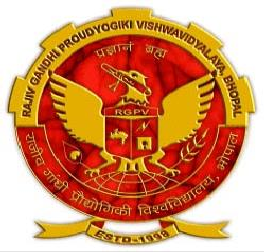 RAJIV GANDHI PROUDYOGIKI VISHWAVIDYALAYA, BHOPAL
प्रज्ञानं ब्रह्म
RGPV
राजीव गांधी प्रौद्योगिकी विश्वविद्यालय, भोपाल
ESTD-1998